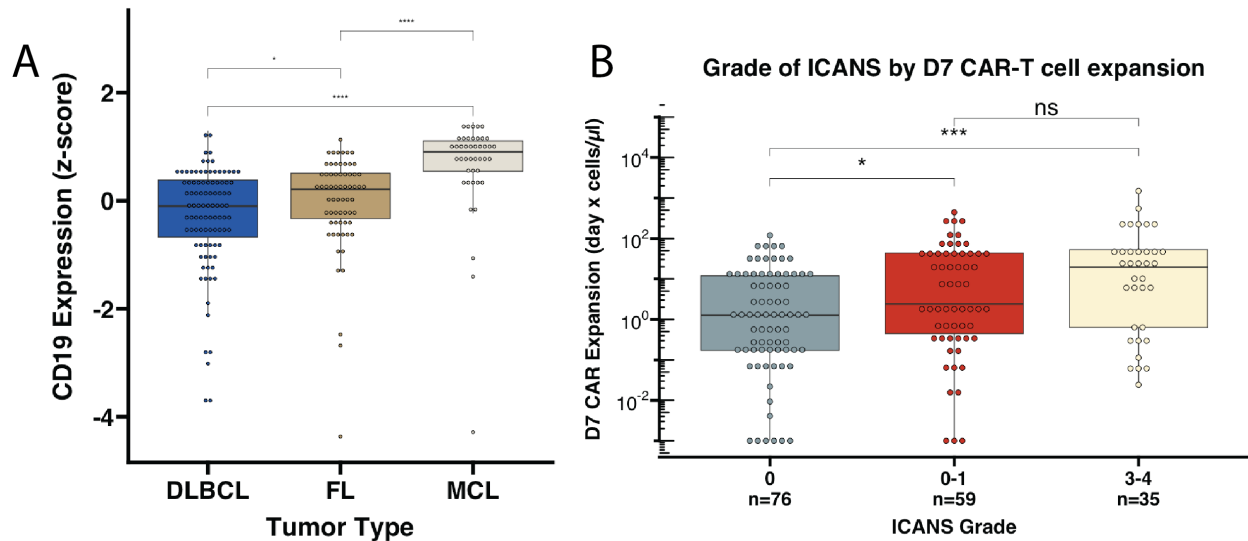 A
CD19 Expression (z-score)
2
0
-2
-4
*
****
****
DLBCL FL MCL
Tumor Type
B
Grade of ICANS by D7 CAR-T cell expansion
D7 CAR Expansion (day x cells/µl)
10^4
10^2
10^0
10^-2
ns
***
*
0 0-1 3-4
n=76 n=59 n=35
ICANS Grade